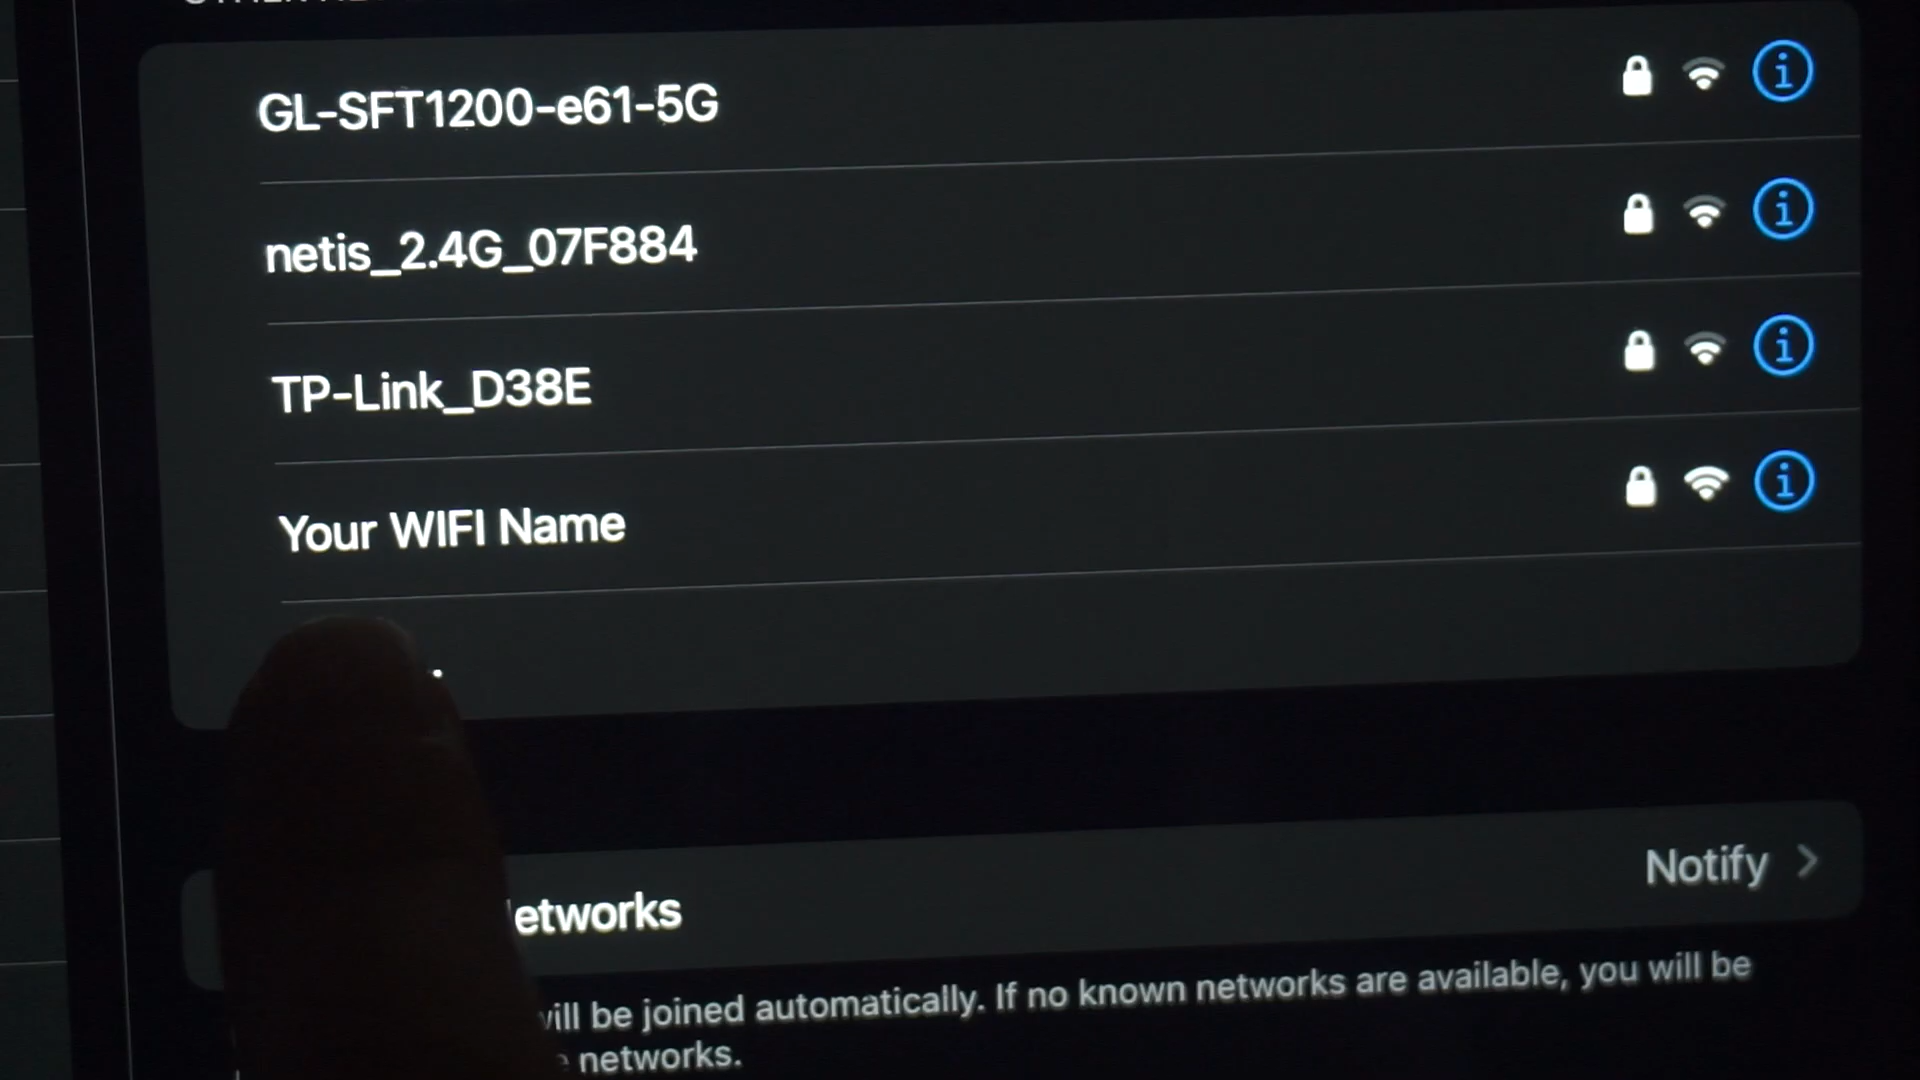 GL-SFT1200-e61-5G
netis_2.4G_07F884
TP-Link_D38E
Your WIFI Name
etworks
Notify
will be joined automatically. If no known networks are available, you will be
networks.